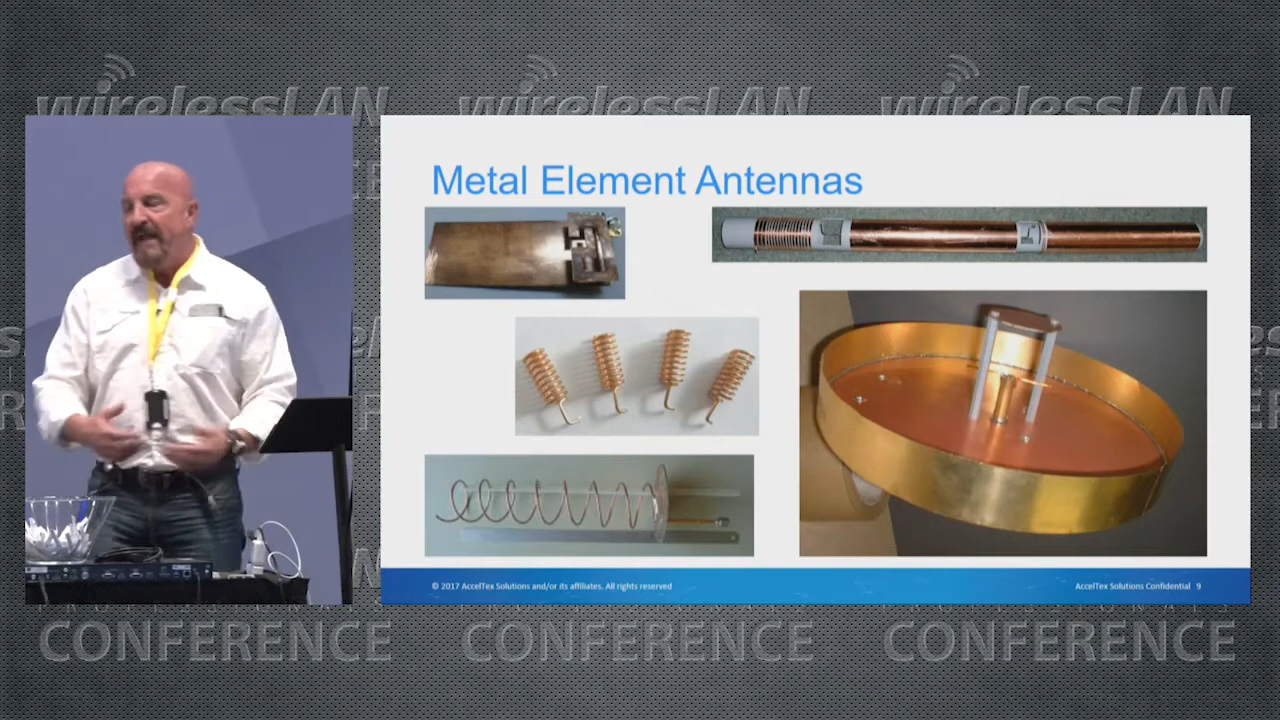 wirelessLAN wirelessLAN wirelessLAN
Metal Element Antennas
© 2017 AccelTex Solutions and/or its affiliates. All rights reserved
AccelTex Solutions Confidential 9
CONFERENCE CONFERENCE CONFERENCE